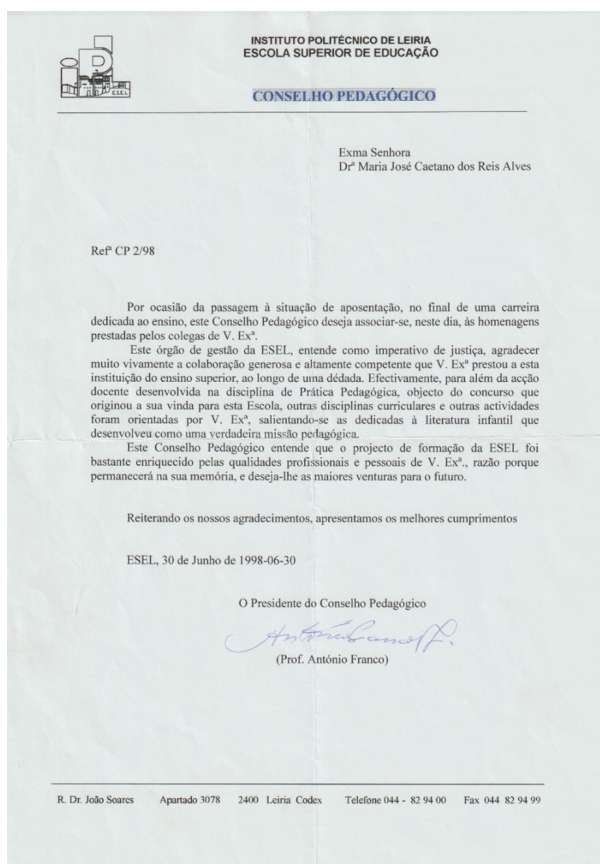 INSTITUTO POLITÉCNICO DE LEIRIA
ESCOLA SUPERIOR DE EDUCAÇÃO
E.S.E.L.
CONSELHO PEDAGÓGICO
Exma Senhora
Drª Maria José Caetano dos Reis Alves
Refª CP 2/98
Por ocasião da passagem à situação de aposentação, no final de uma carreira
dedicada ao ensino, este Conselho Pedagógico deseja associar-se, neste dia, às homenagens
prestadas pelos colegas de V. Exª.
Este órgão de gestão da ESEL, entende como imperativo de justiça, agradecer
muito vivamente a colaboração generosa e altamente competente que V. Exª prestou a esta
instituição do ensino superior, ao longo de uma dédada. Efectivamente, para além da acção
docente desenvolvida na disciplina de Prática Pedagógica, objecto do concurso que
originou a sua vinda para esta Escola, outras disciplinas curriculares e outras actividades
foram orientadas por V. Exª, salientando-se as dedicadas à literatura infantil que
desenvolveu como uma verdadeira missão pedagógica.
Este Conselho Pedagógico entende que o projecto de formação da ESEL foi
bastante enriquecido pelas qualidades profissionais e pessoais de V. Exª., razão porque
permanecerá na sua memória, e deseja-lhe as maiores venturas para o futuro.
Reiterando os nossos agradecimentos, apresentamos os melhores cumprimentos
ESEL, 30 de Junho de 1998-06-30
O Presidente do Conselho Pedagógico
(Prof. António Franco)
R. Dr. João Soares Apartado 3078 2400 Leiria Codex Telefone 044 - 82 94 00 Fax 044 82 94 99